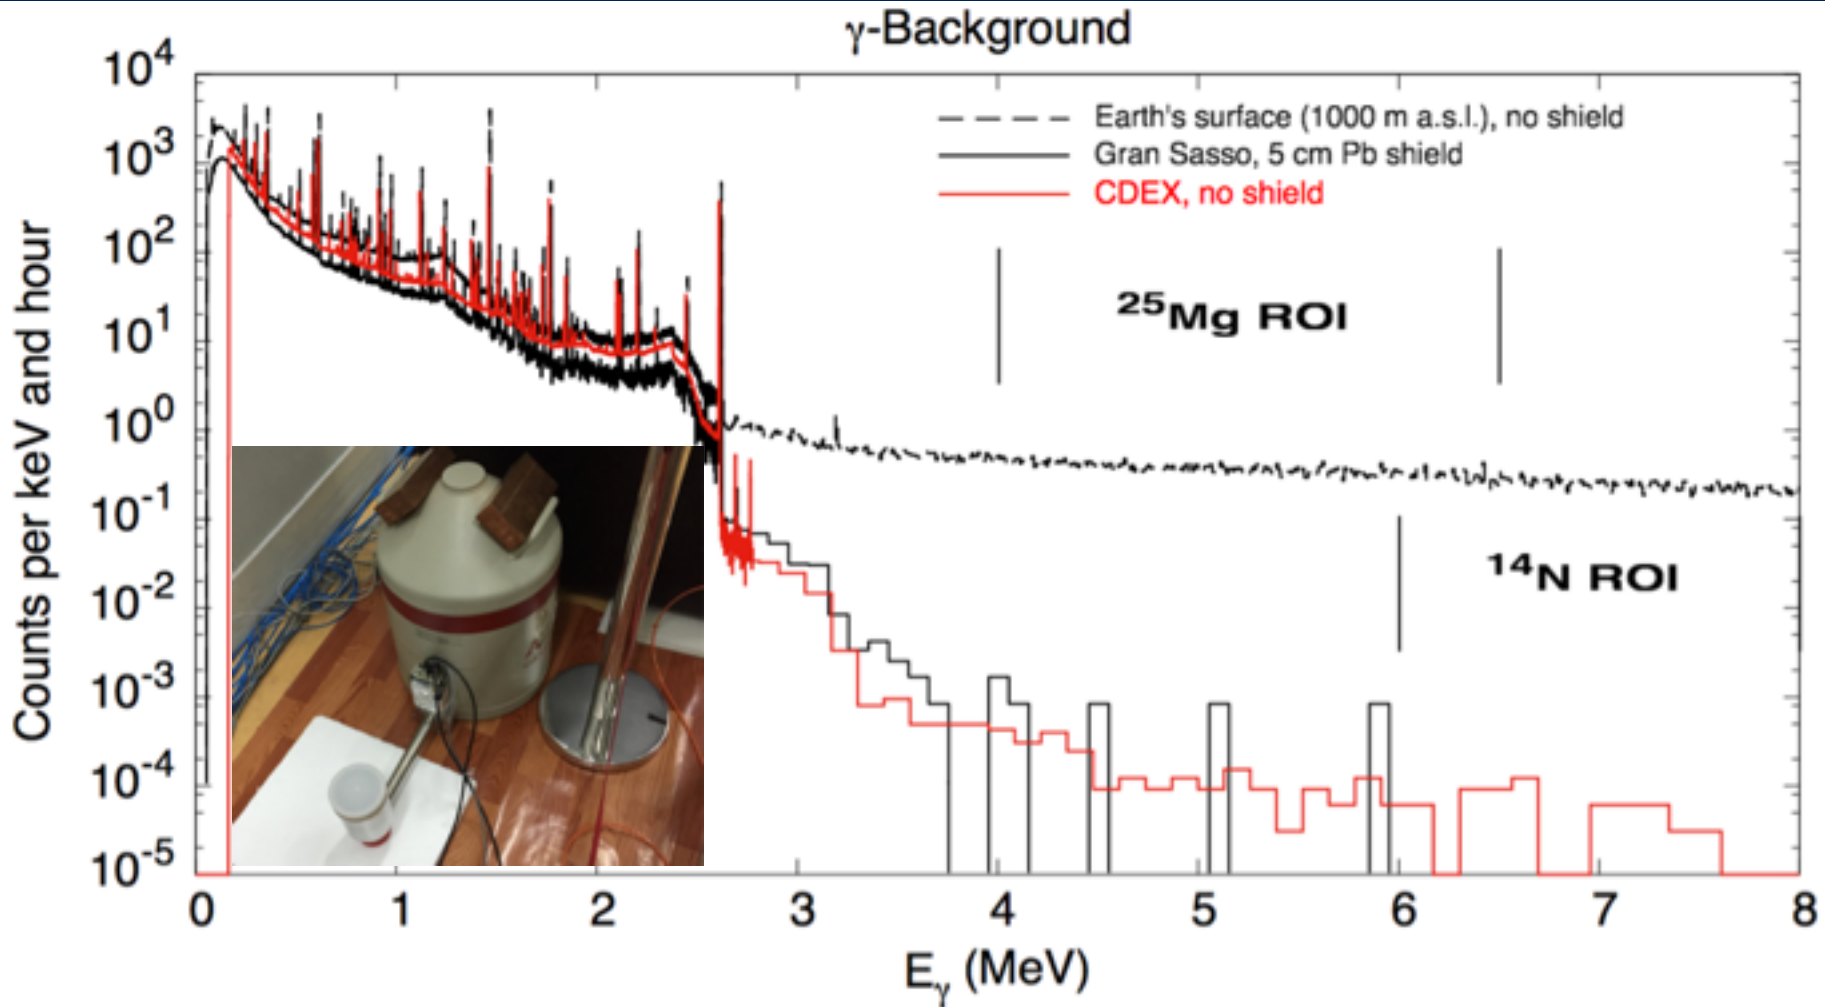 γ-Background
10⁴
10³
10²
10¹
10⁰
10⁻¹
10⁻²
10⁻³
10⁻⁴
10⁻⁵
Counts per keV and hour
Earth's surface (1000 m a.s.l.), no shield
Gran Sasso, 5 cm Pb shield
CDEX, no shield
²⁵Mg ROI
¹⁴N ROI
0 1 2 3 4 5 6 7 8
Eγ (MeV)